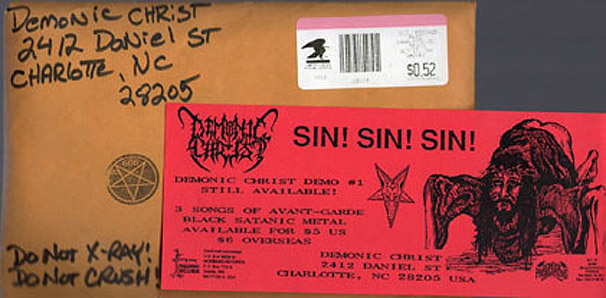 DEMONIC CHRIST
2412 DANIEL ST
CHARLOTTE, NC
28205
$0.52
DO NOT X-RAY!
DO NOT CRUSH!
DEMONIC
CHRIST
SIN! SIN! SIN!
DEMONIC CHRIST DEMO #1
STILL AVAILABLE!
3 SONGS OF AVANT-GARDE
BLACK SATANIC METAL
AVAILABLE FOR $5 US
$6 OVERSEAS
DEMONIC CHRIST
2412 DANIEL ST
CHARLOTTE, NC 28205 USA